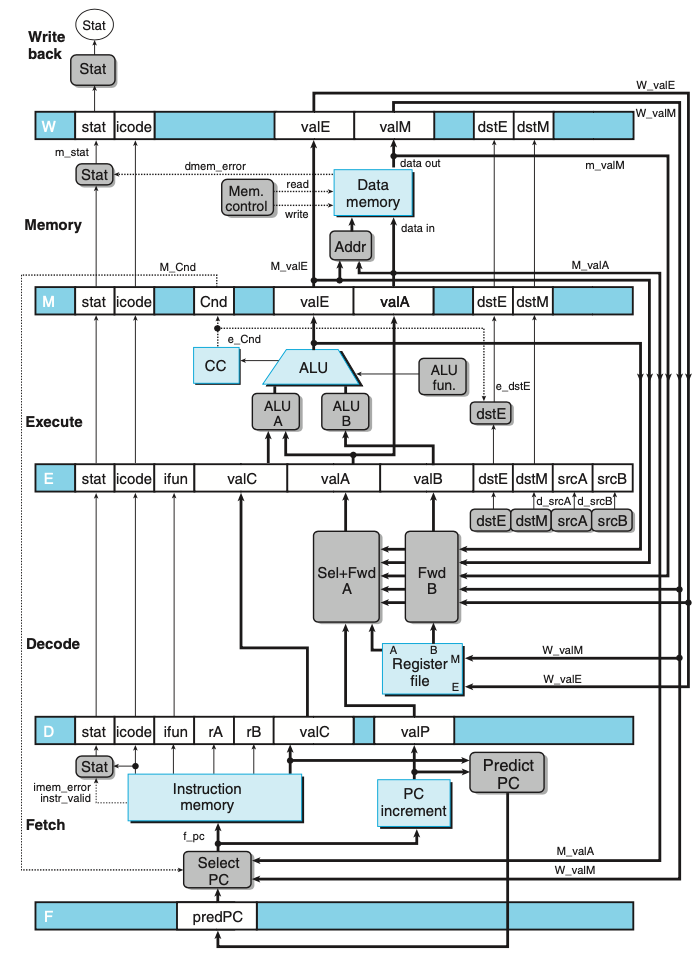 Stat
Write
back
Stat
W_valE
W_valM
W
stat
icode
valE
valM
dstE
dstM
m_stat
Stat
dmem_error
data out
m_valM
Mem.
control
read
write
Data
memory
data in
Memory
Addr
M_Cnd
M_valE
M_valA
M
stat
icode
Cnd
valE
valA
dstE
dstM
e_Cnd
CC
ALU
ALU
fun.
e_dstE
ALU
A
ALU
B
dstE
Execute
E
stat
icode
ifun
valC
valA
valB
dstE
dstM
srcA
srcB
d_srcA
d_srcB
dstE
dstM
srcA
srcB
Sel+Fwd
A
Fwd
B
Decode
A
B
M
Register
file
E
W_valM
W_valE
D
stat
icode
ifun
rA
rB
valC
valP
Stat
imem_error
instr_valid
Instruction
memory
PC
increment
Predict
PC
Fetch
f_pc
M_valA
Select
PC
W_valM
F
predPC